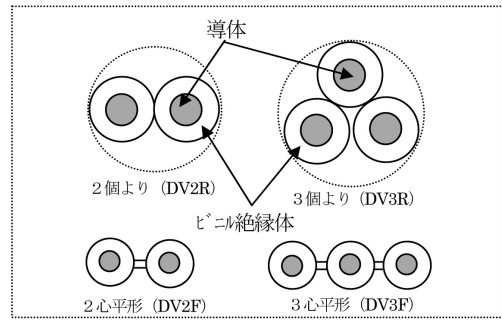 導体
2個より (DV2R)
3個より (DV3R)
ビニル絶縁体
2心平形 (DV2F)
3心平形 (DV3F)